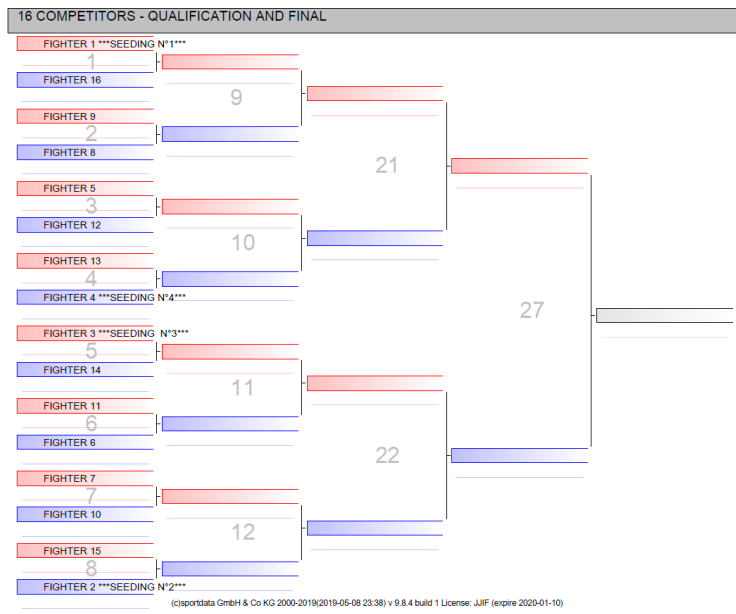 16 COMPETITORS - QUALIFICATION AND FINAL
FIGHTER 1 ***SEEDING N°1***
1
FIGHTER 16
9
FIGHTER 9
2
FIGHTER 8
21
FIGHTER 5
3
FIGHTER 12
10
FIGHTER 13
4
FIGHTER 4 ***SEEDING N°4***
27
FIGHTER 3 ***SEEDING N°3***
5
FIGHTER 14
11
FIGHTER 11
6
FIGHTER 6
22
FIGHTER 7
7
FIGHTER 10
12
FIGHTER 15
8
FIGHTER 2 ***SEEDING N°2***
(c)sportdata GmbH & Co KG 2000-2019(2019-05-08 23:38) v 9.8.4 build 1 License: JJIF (expire 2020-01-10)